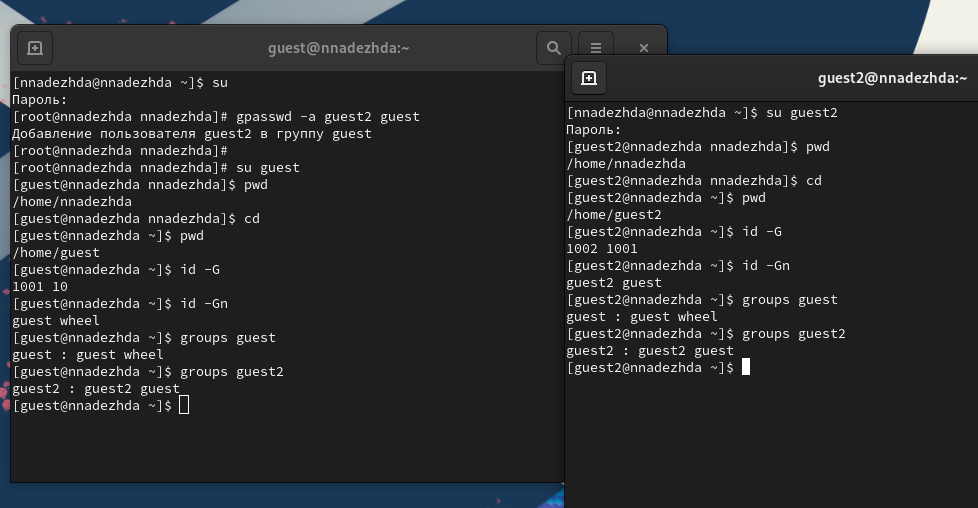 guest@nnadezhda:~
[nnadezhda@nnadezhda ~]$ su
Пароль:
[root@nnadezhda nnadezhda]# gpasswd -a guest2 guest
Добавление пользователя guest2 в группу guest
[root@nnadezhda nnadezhda]#
[root@nnadezhda nnadezhda]# su guest
[guest@nnadezhda nnadezhda]$ pwd
/home/nnadezhda
[guest@nnadezhda nnadezhda]$ cd
[guest@nnadezhda ~]$ pwd
/home/guest
[guest@nnadezhda ~]$ id -G
1001 10
[guest@nnadezhda ~]$ id -Gn
guest wheel
[guest@nnadezhda ~]$ groups guest
guest : guest wheel
[guest@nnadezhda ~]$ groups guest2
guest2 : guest2 guest
[guest@nnadezhda ~]$
guest2@nnadezhda:~
[nnadezhda@nnadezhda ~]$ su guest2
Пароль:
[guest2@nnadezhda nnadezhda]$ pwd
/home/nnadezhda
[guest2@nnadezhda nnadezhda]$ cd
[guest2@nnadezhda ~]$ pwd
/home/guest2
[guest2@nnadezhda ~]$ id -G
1002 1001
[guest2@nnadezhda ~]$ id -Gn
guest2 guest
[guest2@nnadezhda ~]$ groups guest
guest : guest wheel
[guest2@nnadezhda ~]$ groups guest2
guest2 : guest2 guest
[guest2@nnadezhda ~]$